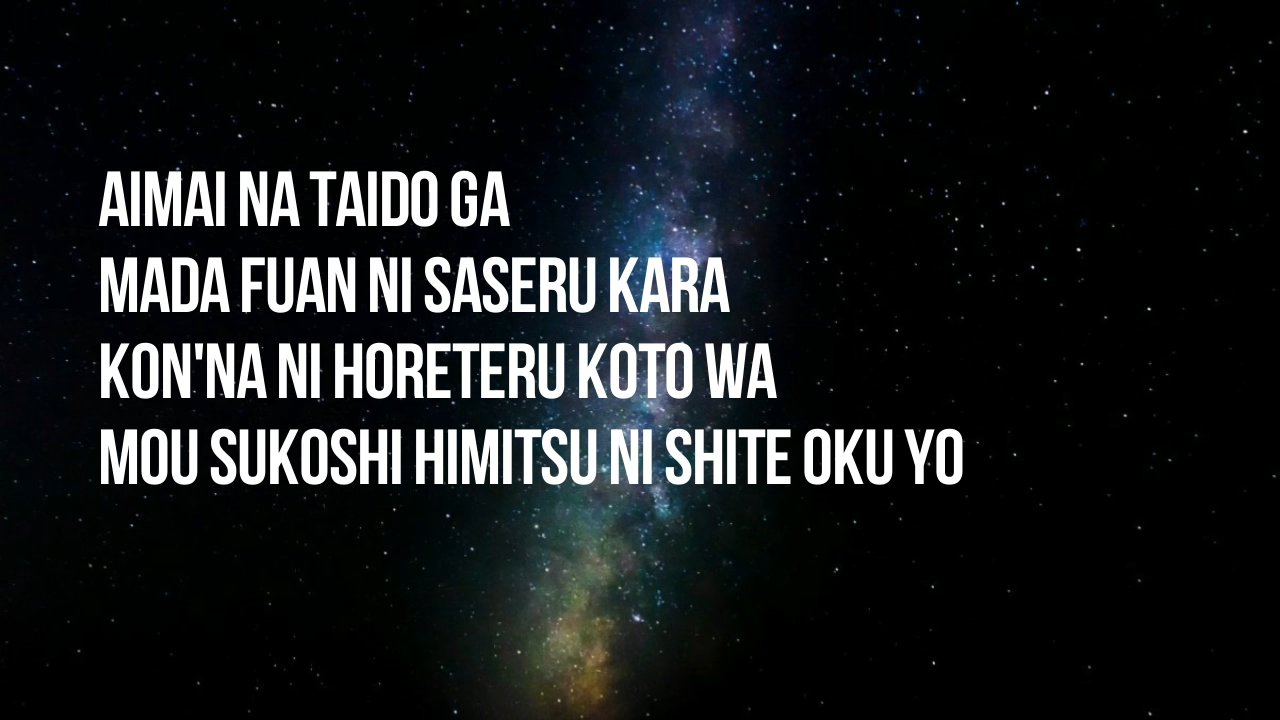 AIMAI NA TAIDO GA
MADA FUAN NI SASERU KARA
KON'NA NI HORETERU KOTO WA
MOU SUKOSHI HIMITSU NI SHITE OKU YO